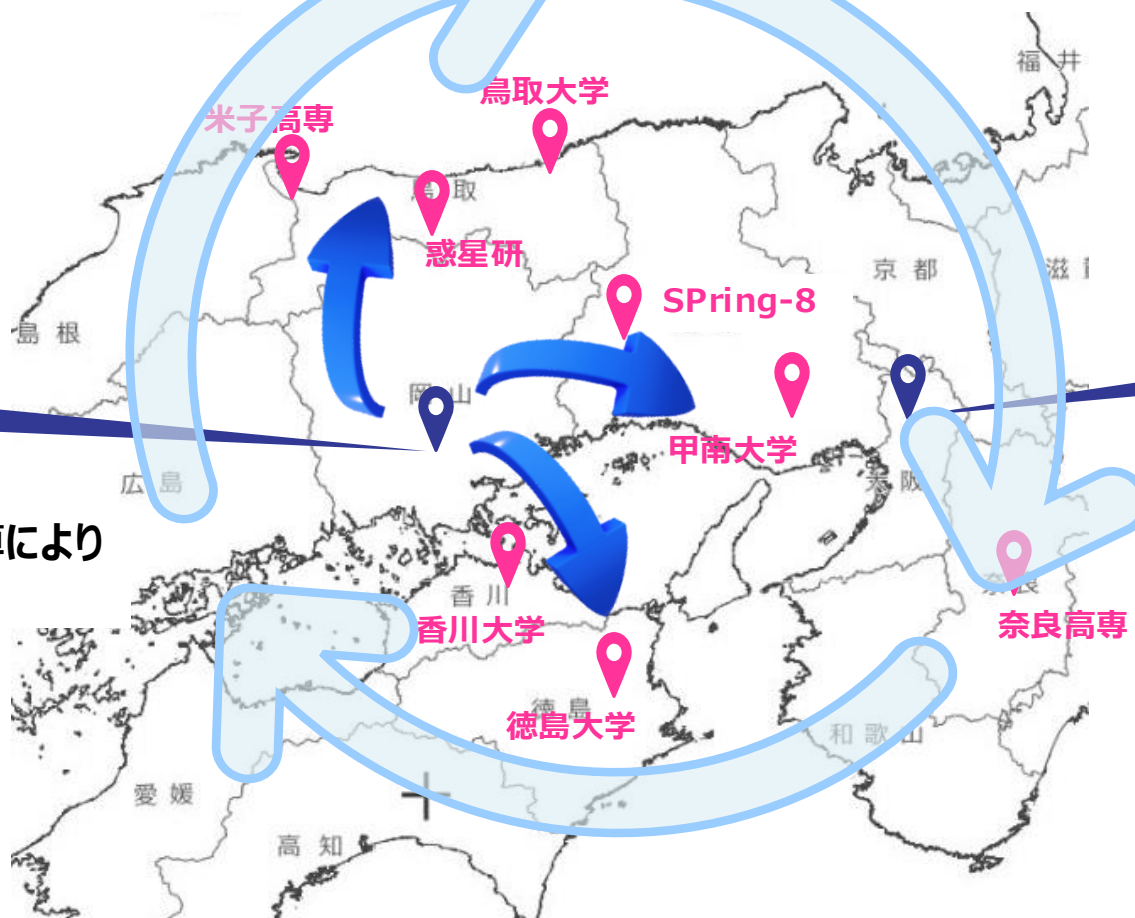 福 井
鳥取大学
米子高専
鳥 取
惑星研
京 都
滋
SPring-8
島 根
岡 山
甲南大学
広 島
大 阪
により
香 川
奈 良
香川大学
奈良高専
徳 島
徳島大学
和 歌 山
愛 媛
高 知